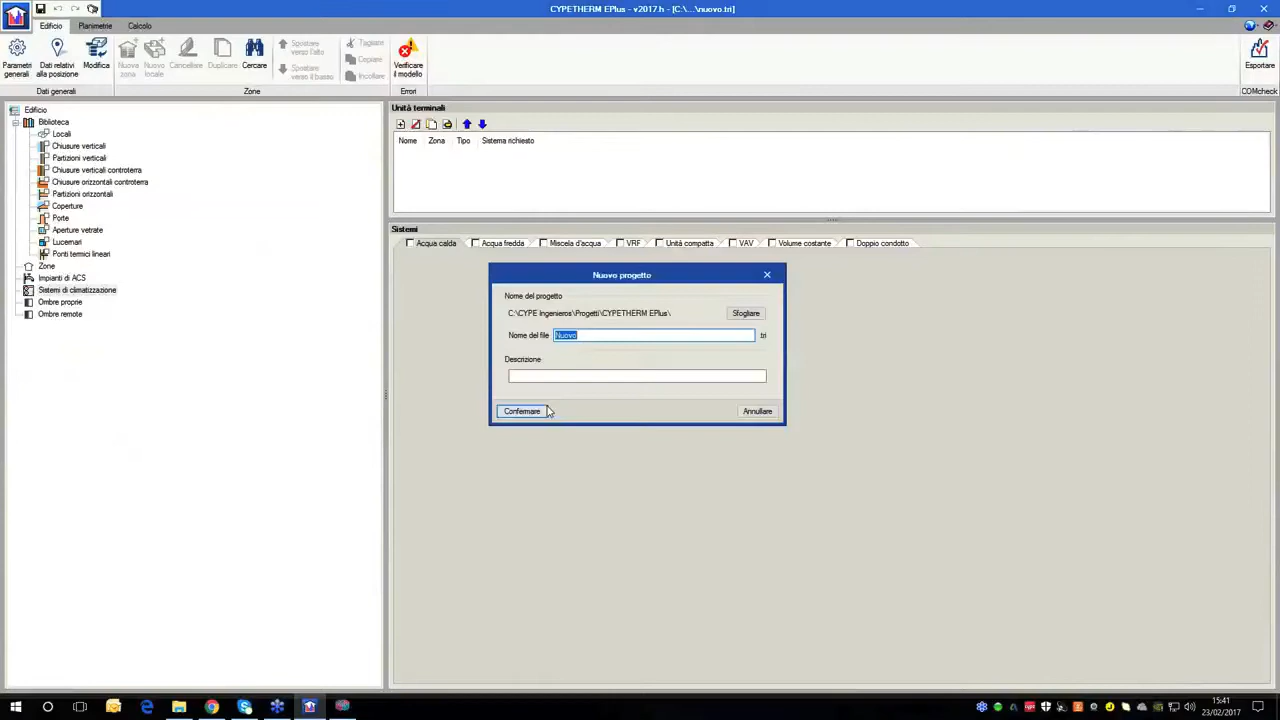 CYPETHERM EPlus - v2017.h - [C:\...\nuovo.tri]
Edificio Planimetrie Calcolo
Parametri generali
Dati relativi alla posizione
Modifica
Nuova zona
Nuovo locale
Cancellare
Duplicare
Cercare
Spostare verso l'alto
Spostare verso il basso
Tagliare
Copiare
Incollare
Verificare il modello
Esportare
Dati generali Zone Errori COMcheck
Edificio
Biblioteca
Locali
Chiusure verticali
Partizioni verticali
Chiusure verticali controterra
Chiusure orizzontali controterra
Partizioni orizzontali
Coperture
Porte
Aperture vetrate
Lucernari
Ponti termici lineari
Zone
Impianti di ACS
Sistemi di climatizzazione
Ombre proprie
Ombre remote
Unità terminali
Nome Zona Tipo Sistema richiesto
Sistemi
Acqua calda Acqua fredda Miscela d'acqua VRF Unità compatta VAV Volume costante Doppio condotto
Nuovo progetto
Nome del progetto
C:\CYPE Ingenieros\Progetti\CYPETHERM EPlus\ Sfogliare
Nome del file Nuovo .tri
Descrizione
Confermare Annullare
15:41
23/02/2017